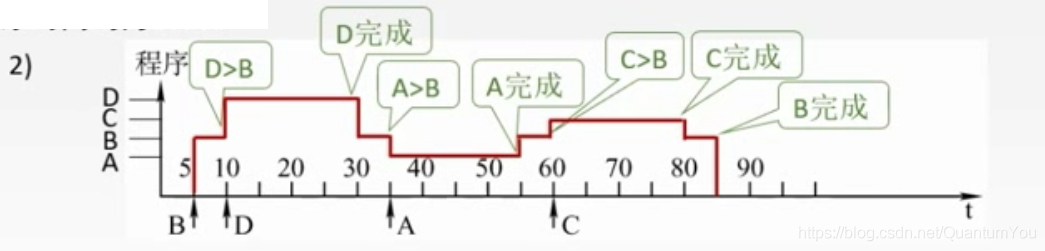 2)
程序
D>B
D完成
A>B
A完成
C>B
C完成
B完成
D
C
B
A
5 10 20 30 40 50 60 70 80 90
t
B D A C
https://blog.csdn.net/QuantumYou